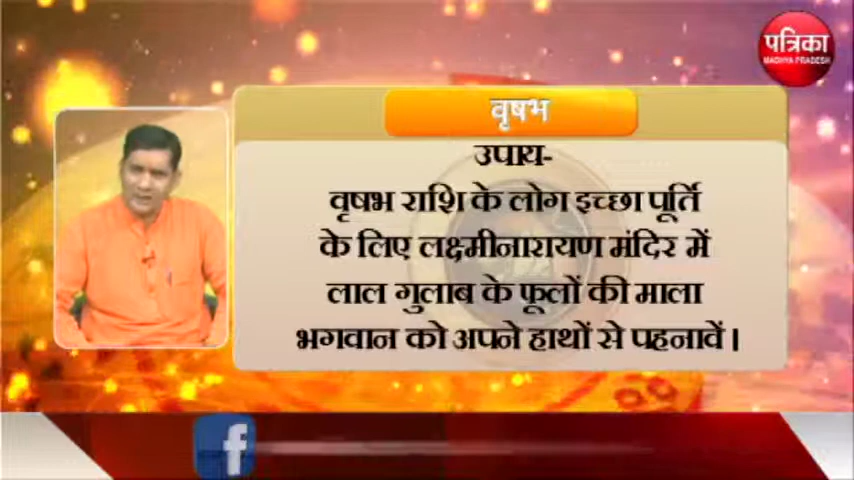 पत्रिका
MADHYA PRADESH
वृषभ
उपाय-
वृषभ राशि के लोग इच्छा पूर्ति
के लिए लक्ष्मीनारायण मंदिर में
लाल गुलाब के फूलों की माला
भगवान को अपने हाथों से पहनावें।